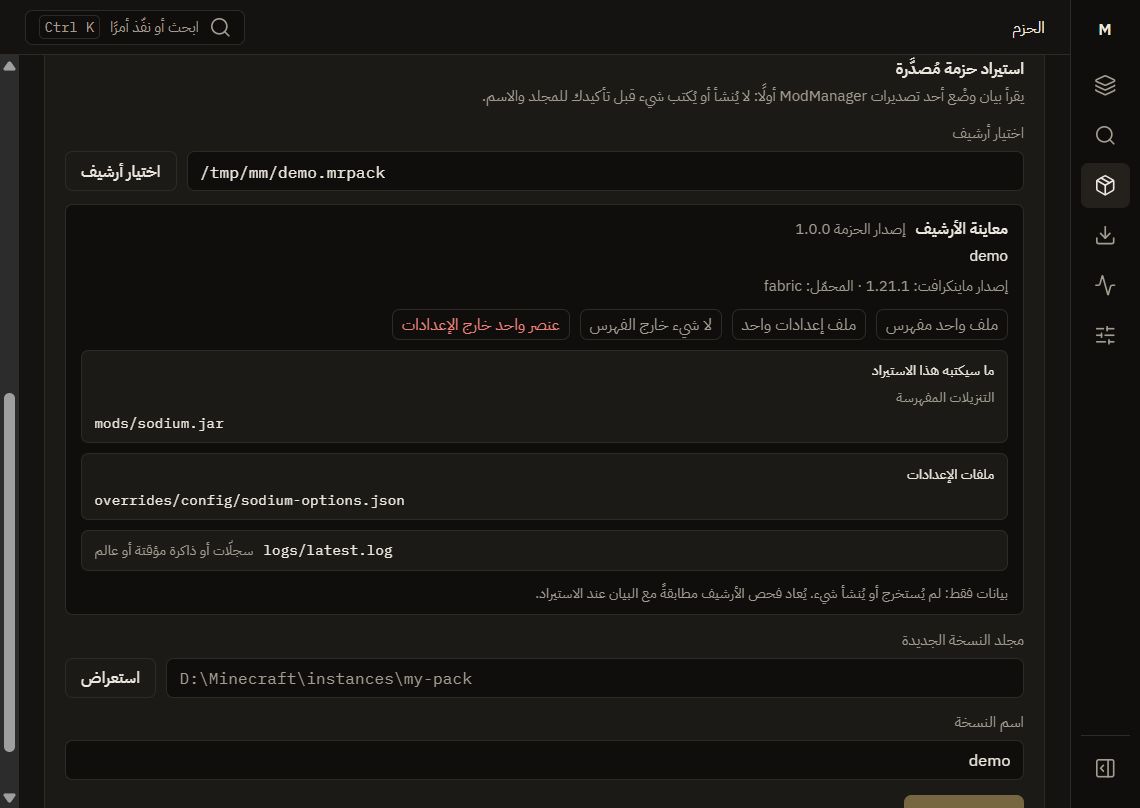 M
الحزم
ابحث أو نفّذ أمرًا Ctrl K
استيراد حزمة مُصدَّرة
يقرأ بيان وضْع أحد تصديرات ModManager أولًا: لا يُنشأ أو يُكتب شيء قبل تأكيدك للمجلد والاسم.
اختيار أرشيف
/tmp/mm/demo.mrpack
اختيار أرشيف
معاينة الأرشيف إصدار الحزمة 1.0.0
demo
إصدار ماينكرافت: 1.21.1 · المحمّل: fabric
ملف واحد مفهرس
ملف إعدادات واحد
لا شيء خارج الفهرس
عنصر واحد خارج الإعدادات
ما سيكتبه هذا الاستيراد
التنزيلات المفهرسة
mods/sodium.jar
ملفات الإعدادات
overrides/config/sodium-options.json
logs/latest.log سجلّات أو ذاكرة مؤقتة أو عالم
بيانات فقط: لم يُستخرج أو يُنشأ شيء. يُعاد فحص الأرشيف مطابقةً مع البيان عند الاستيراد.
مجلد النسخة الجديدة
D:\Minecraft\instances\my-pack
استعراض
اسم النسخة
demo